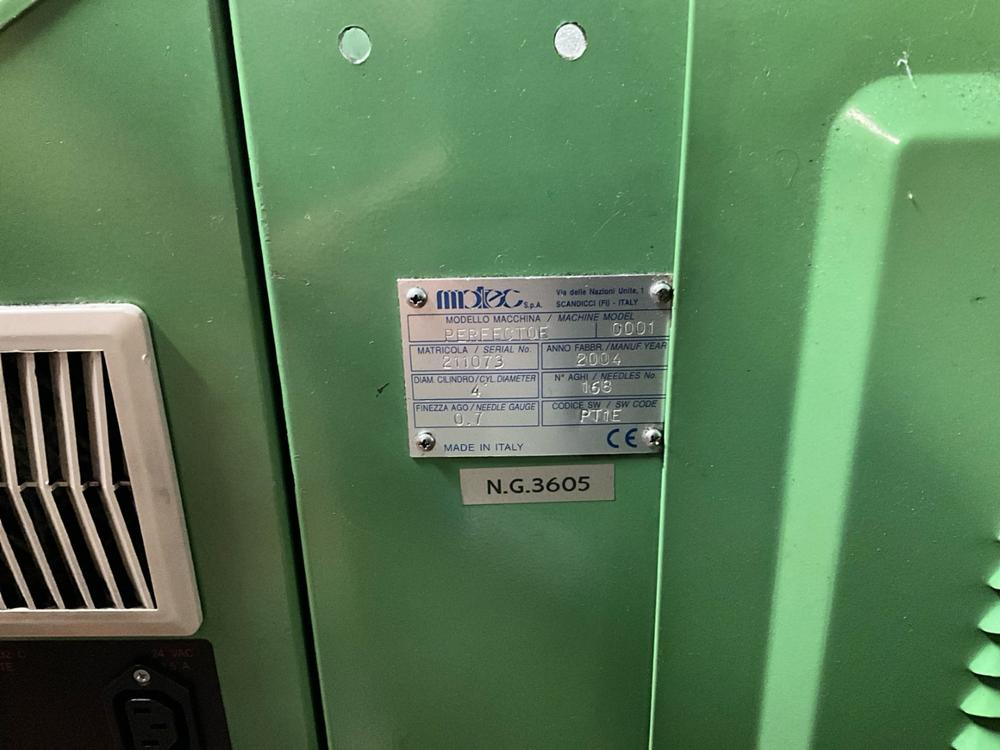 matec S.p.A.
Via delle Nazioni Unite, 1
SCANDICCI (FI) - ITALY
MODELLO MACCHINA / MACHINE MODEL
PERFECTOE 0001
MATRICOLA / SERIAL No. ANNO FABBR. / MANUF. YEAR
211073 2004
DIAM. CILINDRO / CYL. DIAMETER N° AGHI / NEEDLES No.
4 168
FINEZZA AGO / NEEDLE GAUGE CODICE SW / SW CODE
0.7 PT1E
MADE IN ITALY CE
N.G.3605
24 VAC